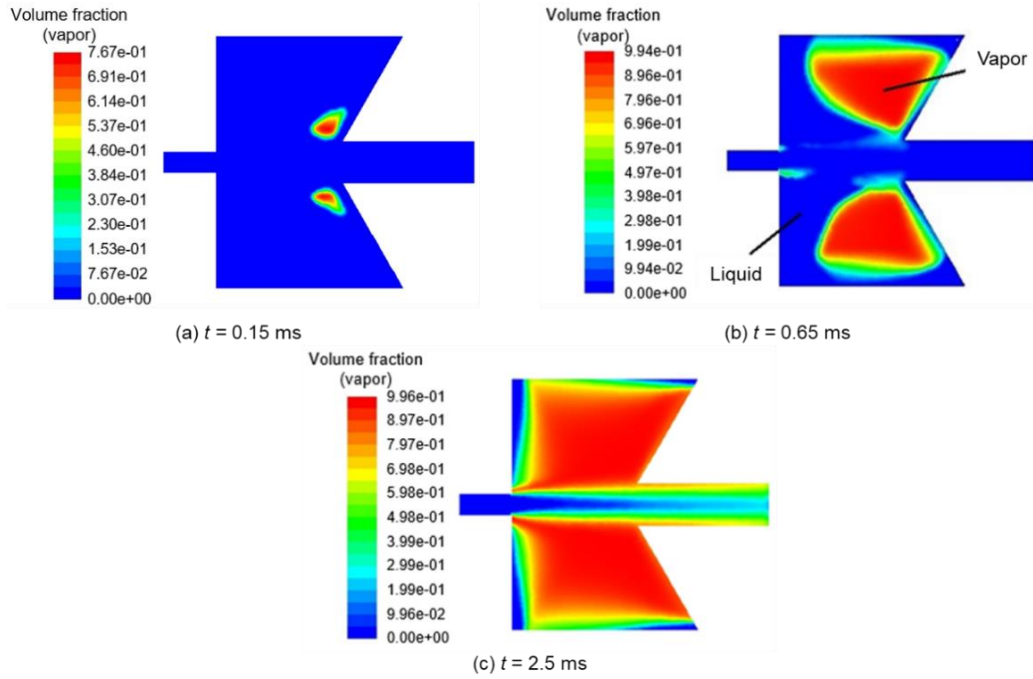 Volume fraction
(vapor)
7.67e-01
6.91e-01
6.14e-01
5.37e-01
4.60e-01
3.84e-01
3.07e-01
2.30e-01
1.53e-01
7.67e-02
0.00e+00
(a) t = 0.15 ms
Volume fraction
(vapor)
9.94e-01
8.96e-01
7.96e-01
6.96e-01
5.97e-01
4.97e-01
3.98e-01
2.98e-01
1.99e-01
9.94e-02
0.00e+00
Vapor
Liquid
(b) t = 0.65 ms
Volume fraction
(vapor)
9.96e-01
8.97e-01
7.97e-01
6.98e-01
5.98e-01
4.98e-01
3.99e-01
2.99e-01
1.99e-01
9.96e-02
0.00e+00
(c) t = 2.5 ms